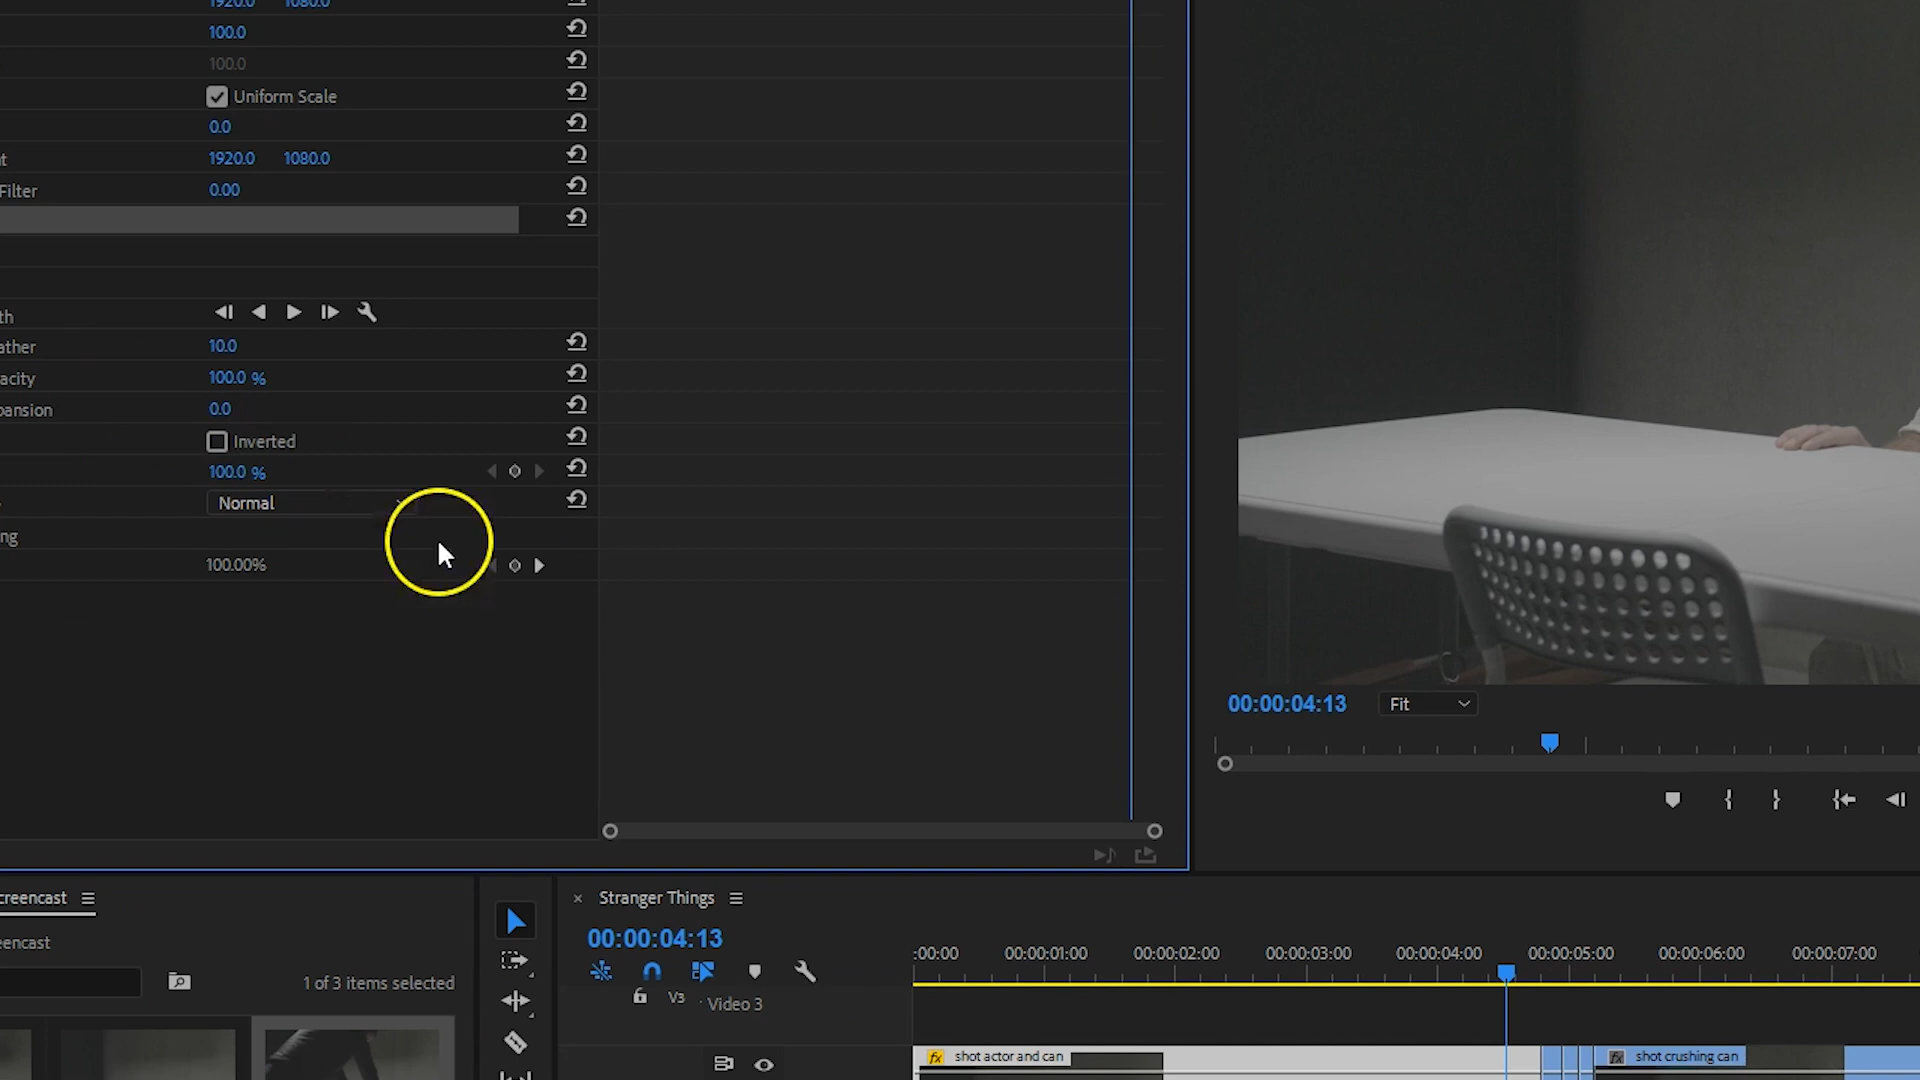 1920.0 1080.0
100.0
100.0
Uniform Scale
0.0
t 1920.0 1080.0
Filter 0.00
th
ather 10.0
acity 100.0 %
pansion 0.0
Inverted
100.0 %
Normal
ng
100.00%
00:00:04:13 Fit
creencast
eencast
1 of 3 items selected
× Stranger Things
00:00:04:13
:00:00 00:00:01:00 00:00:02:00 00:00:03:00 00:00:04:00 00:00:05:00 00:00:06:00 00:00:07:00
V3 Video 3
fx shot actor and can fx shot crushing can